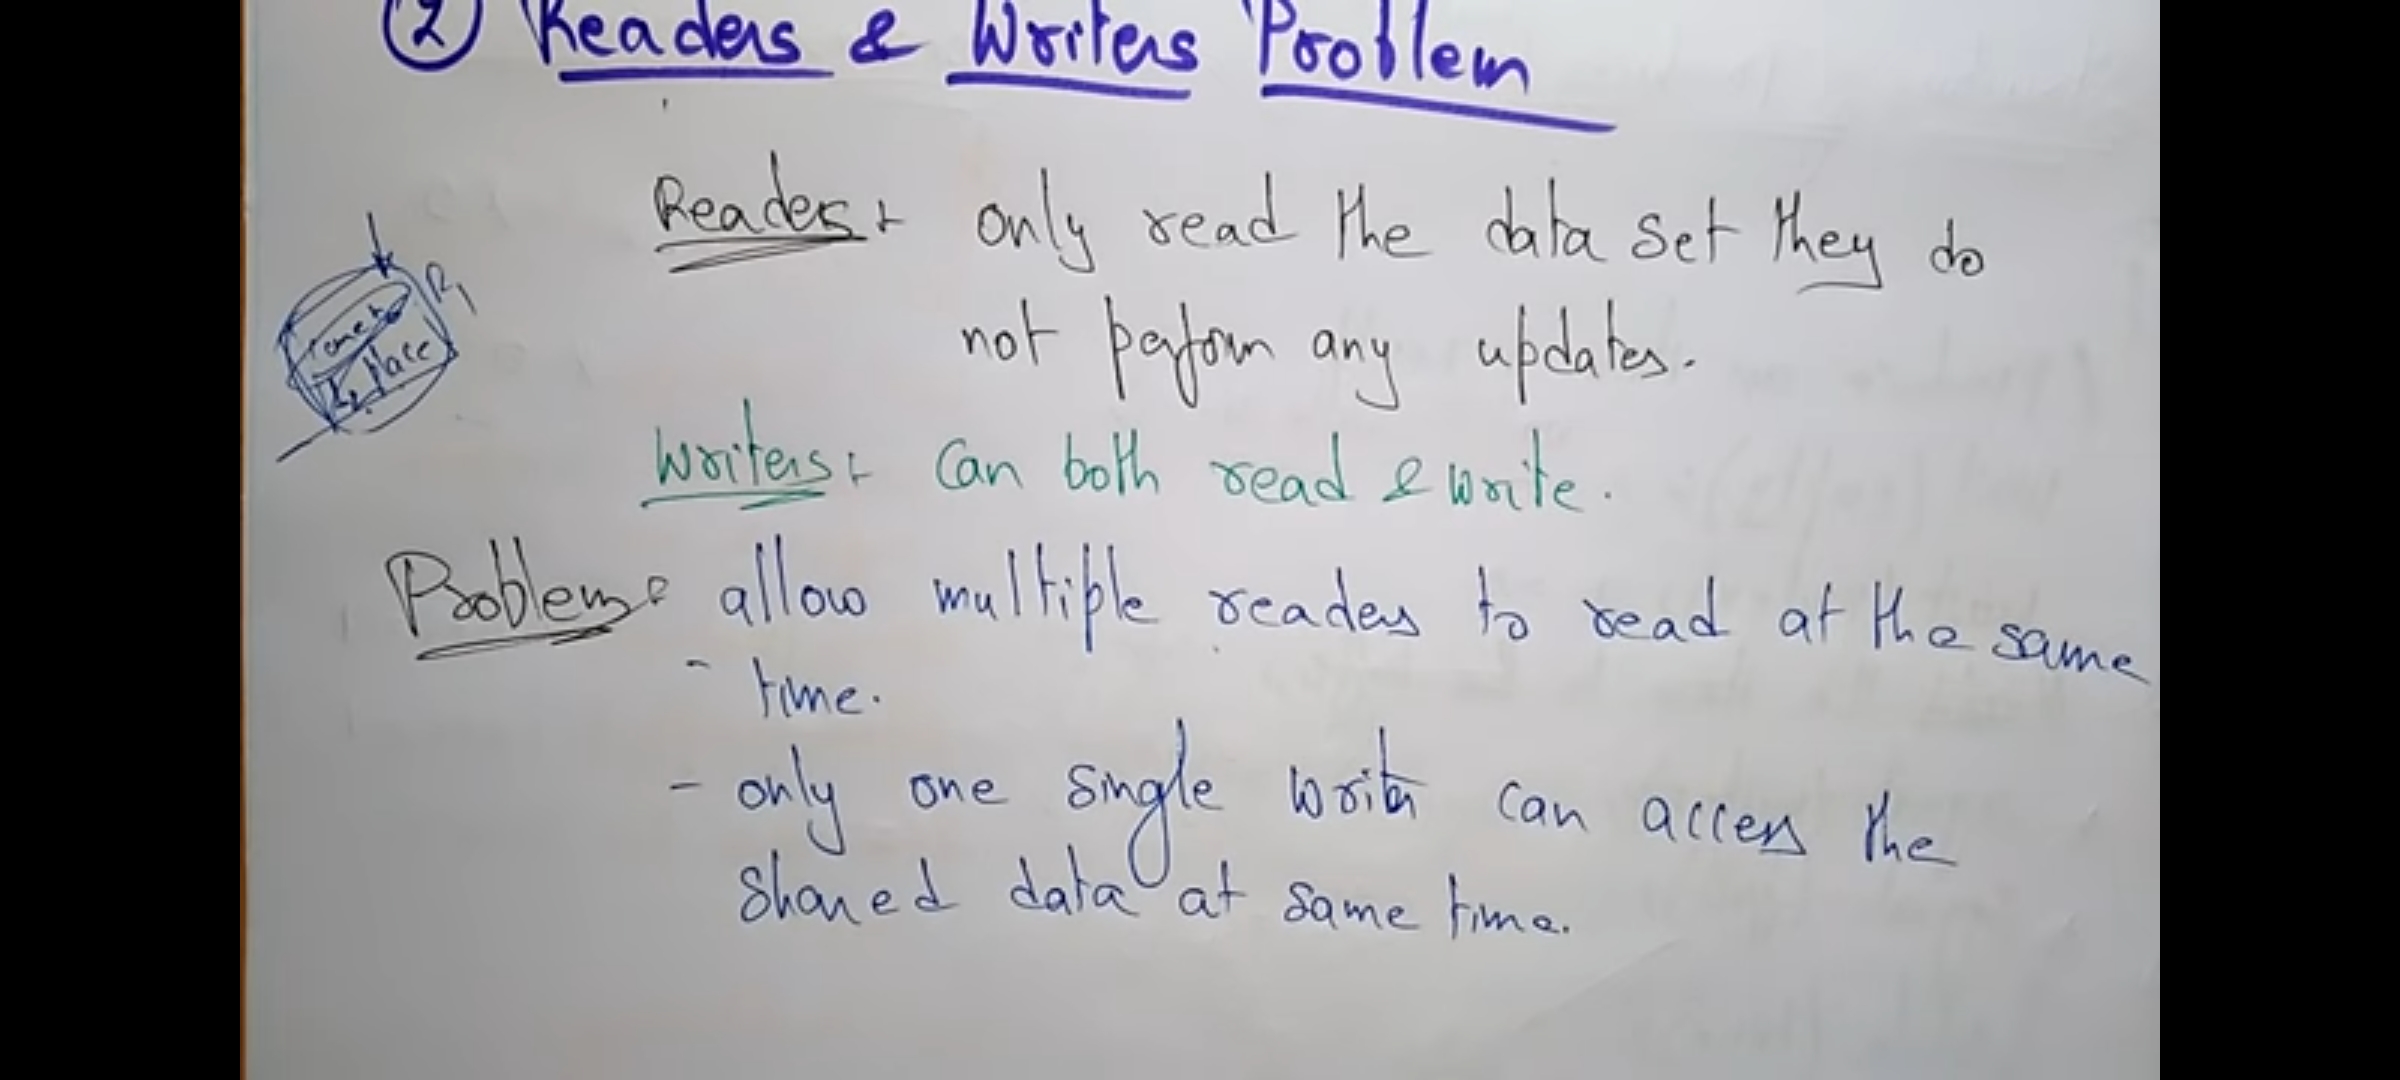 ② Readers & Writers Problem
Readers:- only read the data set they do
not perform any updates.
R1
time &
place
Writers:- Can both read & write.
Problem:- allow multiple readers to read at the same
time.
- only one single writer can access the
shared data at same time.